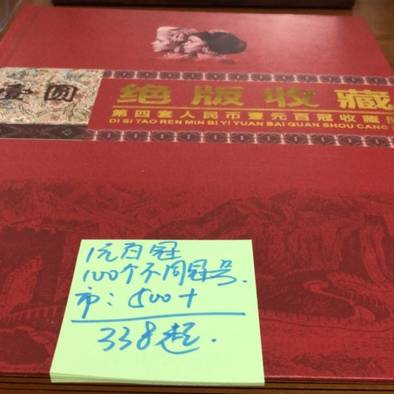 壹圆
绝版收藏
第四套人民币壹元百冠收藏册
DI SI TAO REN MIN BI YI YUAN BAI GUAN SHOU CANG
1元百冠
100个不同冠号.
市:500+
338起.